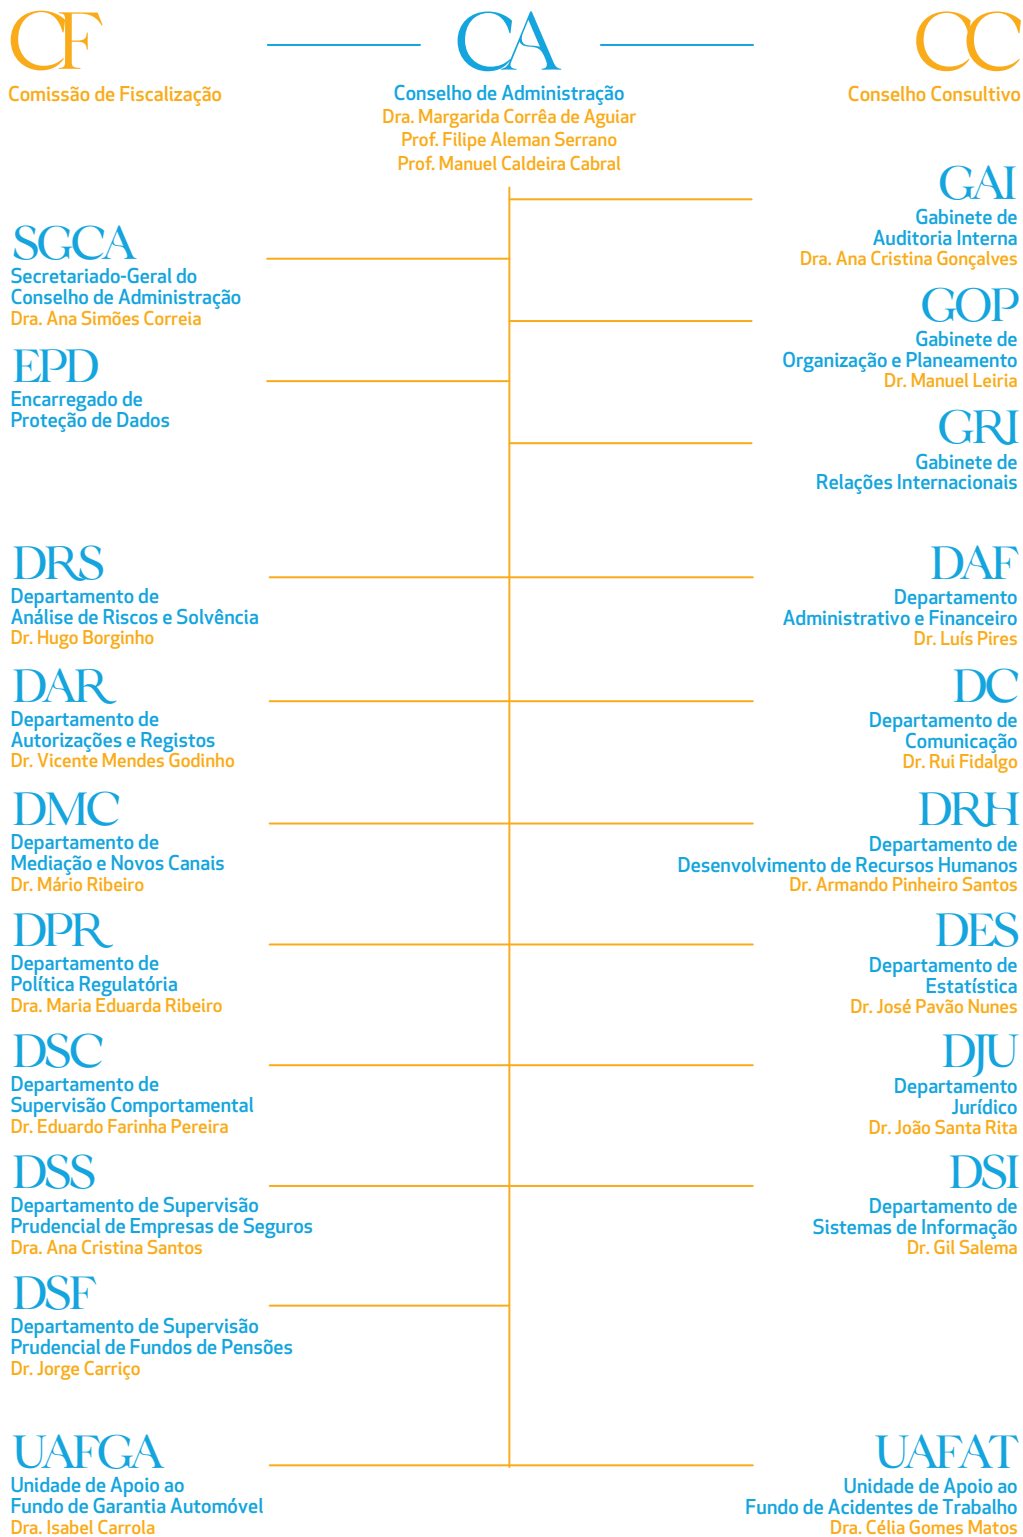 CF
Comissão de Fiscalização
CA
Conselho de Administração
Dra. Margarida Corrêa de Aguiar
Prof. Filipe Aleman Serrano
Prof. Manuel Caldeira Cabral
CC
Conselho Consultivo
GAI
Gabinete de
Auditoria Interna
Dra. Ana Cristina Gonçalves
SGCA
Secretariado-Geral do
Conselho de Administração
Dra. Ana Simões Correia
GOP
Gabinete de
Organização e Planeamento
Dr. Manuel Leiria
EPD
Encarregado de
Proteção de Dados
GRI
Gabinete de
Relações Internacionais
DRS
Departamento de
Análise de Riscos e Solvência
Dr. Hugo Borginho
DAF
Departamento
Administrativo e Financeiro
Dr. Luís Pires
DAR
Departamento de
Autorizações e Registos
Dr. Vicente Mendes Godinho
DC
Departamento de
Comunicação
Dr. Rui Fidalgo
DMC
Departamento de
Mediação e Novos Canais
Dr. Mário Ribeiro
DRH
Departamento de
Desenvolvimento de Recursos Humanos
Dr. Armando Pinheiro Santos
DPR
Departamento de
Política Regulatória
Dra. Maria Eduarda Ribeiro
DES
Departamento de
Estatística
Dr. José Pavão Nunes
DSC
Departamento de
Supervisão Comportamental
Dr. Eduardo Farinha Pereira
DJU
Departamento
Jurídico
Dr. João Santa Rita
DSS
Departamento de Supervisão
Prudencial de Empresas de Seguros
Dra. Ana Cristina Santos
DSI
Departamento de
Sistemas de Informação
Dr. Gil Salema
DSF
Departamento de Supervisão
Prudencial de Fundos de Pensões
Dr. Jorge Carriço
UAFGA
Unidade de Apoio ao
Fundo de Garantia Automóvel
Dra. Isabel Carrola
UAFAT
Unidade de Apoio ao
Fundo de Acidentes de Trabalho
Dra. Célia Gomes Matos